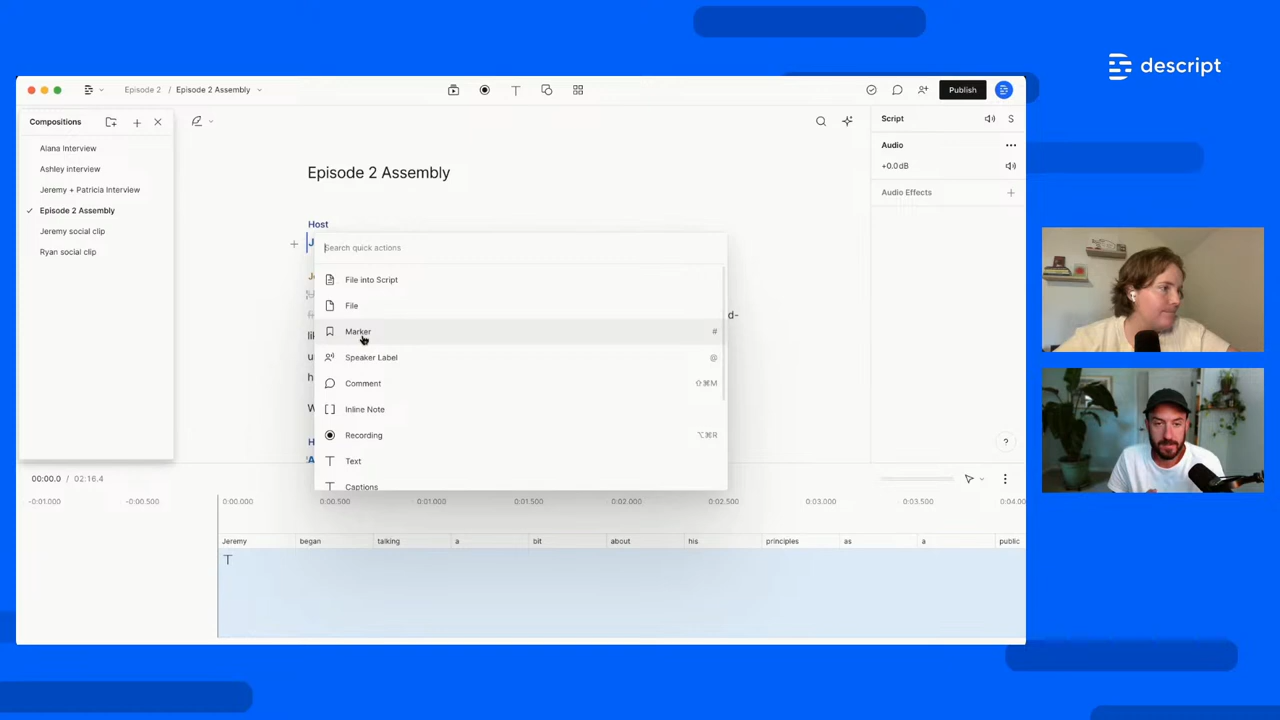 descript
Episode 2 / Episode 2 Assembly
Publish
Compositions
Alana Interview
Ashley interview
Jeremy + Patricia Interview
Episode 2 Assembly
Jeremy social clip
Ryan social clip
Episode 2 Assembly
Host
Search quick actions
File into Script
File
Marker #
Speaker Label @
Comment ⇧⌘M
Inline Note
Recording ⌥⌘R
Text
Captions
d-
Script S
Audio
+0.0 dB
Audio Effects
?
00:00.0 / 02:16.4
-0:01.000 -0:00.500 0:00.000 0:00.500 0:01.000 0:01.500 0:02.000 0:02.500 0:03.000 0:03.500 0:04.00
Jeremy began talking a bit about his principles as a public